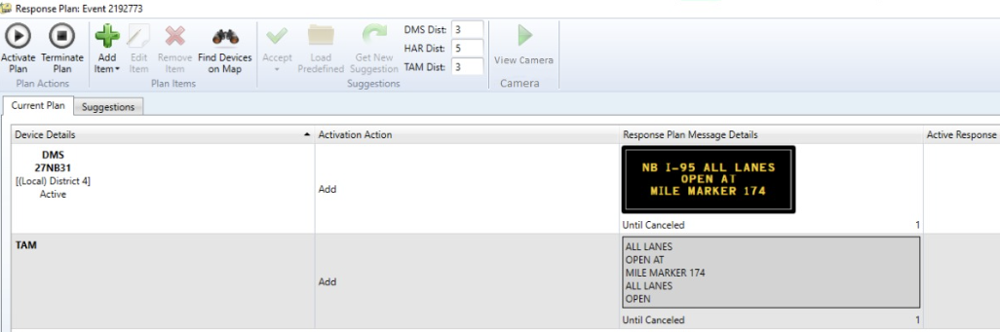 Response Plan: Event 2192773
Activate Plan
Terminate Plan
Add Item
Edit Item
Remove Item
Find Devices on Map
Accept
Load Predefined
Get New Suggestion
DMS Dist: 3
HAR Dist: 5
TAM Dist: 3
View Camera
Plan Actions
Plan Items
Suggestions
Camera
Current Plan
Suggestions
Device Details
Activation Action
Response Plan Message Details
Active Response
DMS
27NB31
[(Local) District 4]
Active
Add
NB I-95 ALL LANES
OPEN AT
MILE MARKER 174
Until Canceled 1
TAM
Add
ALL LANES
OPEN AT
MILE MARKER 174
ALL LANES
OPEN
Until Canceled 1